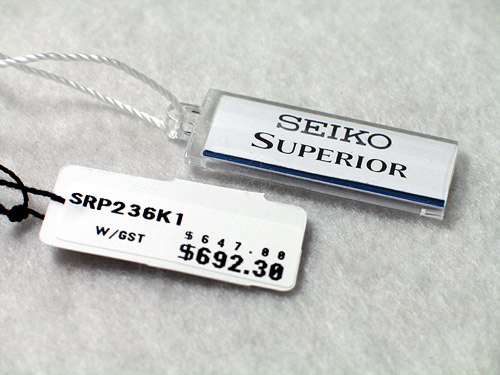 SEIKO
SUPERIOR
SRP236K1
W/GST
$647.00
$692.30